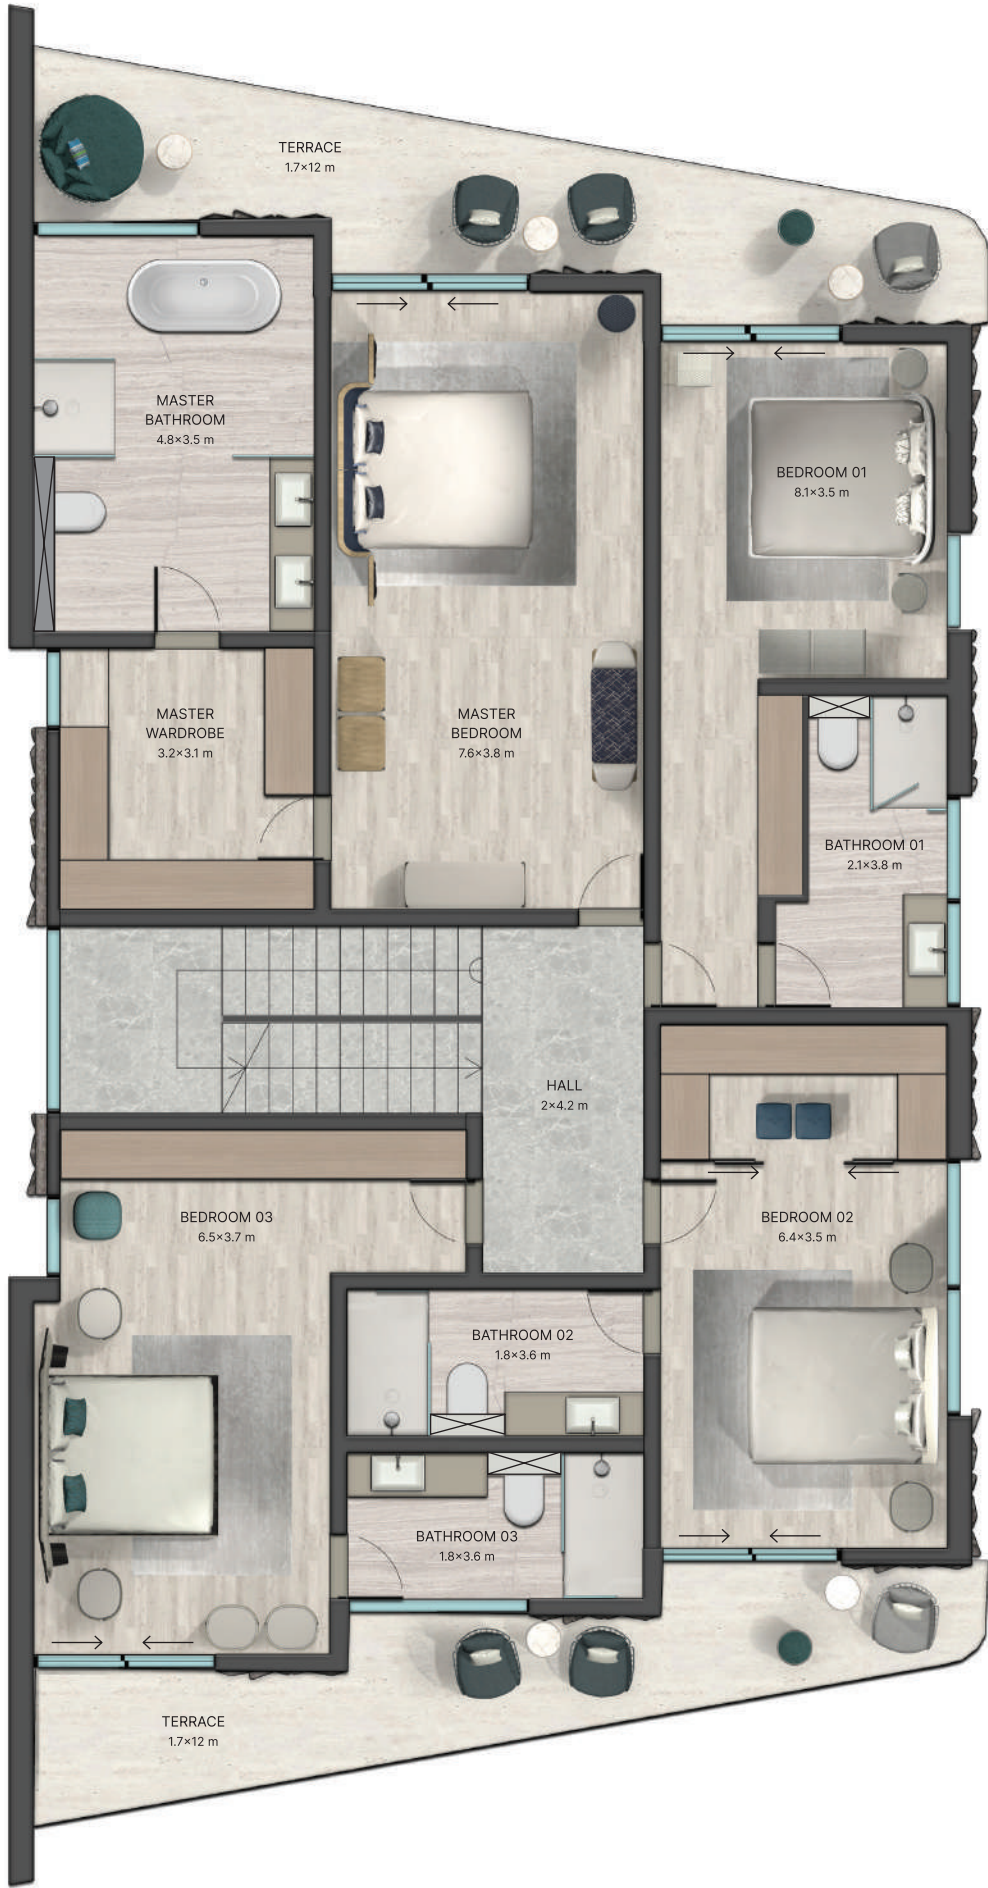 TERRACE
1.7×12 m
MASTER
BATHROOM
4.8×3.5 m
BEDROOM 01
8.1×3.5 m
MASTER
WARDROBE
3.2×3.1 m
MASTER
BEDROOM
7.6×3.8 m
BATHROOM 01
2.1×3.8 m
HALL
2×4.2 m
BEDROOM 03
6.5×3.7 m
BEDROOM 02
6.4×3.5 m
BATHROOM 02
1.8×3.6 m
BATHROOM 03
1.8×3.6 m
TERRACE
1.7×12 m